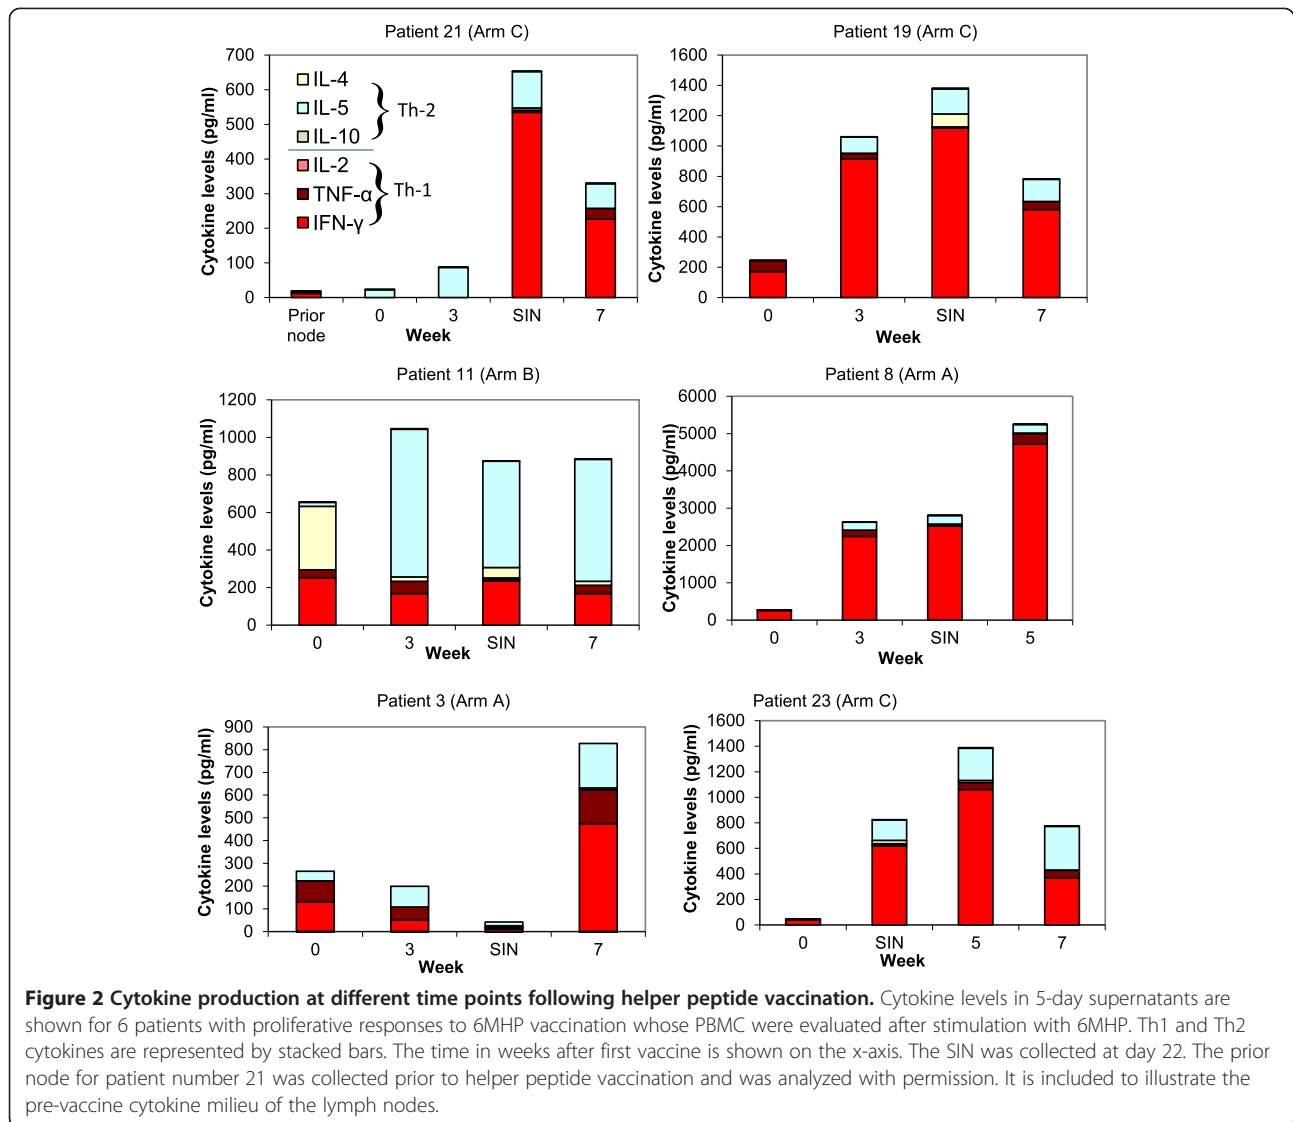 Patient 21 (Arm C)
Cytokine levels (pg/ml)
700
600
500
400
300
200
100
0
IL-4
IL-5
IL-10
Th-2
IL-2
TNF-α
IFN-γ
Th-1
Prior node
0
3
SIN
7
Week
Patient 19 (Arm C)
Cytokine levels (pg/ml)
1600
1400
1200
1000
800
600
400
200
0
0
3
SIN
7
Week
Patient 11 (Arm B)
Cytokine levels (pg/ml)
1200
1000
800
600
400
200
0
0
3
SIN
7
Week
Patient 8 (Arm A)
Cytokine levels (pg/ml)
6000
5000
4000
3000
2000
1000
0
0
3
SIN
5
Week
Patient 3 (Arm A)
Cytokine levels (pg/ml)
900
800
700
600
500
400
300
200
100
0
0
3
SIN
7
Week
Patient 23 (Arm C)
Cytokine levels (pg/ml)
1600
1400
1200
1000
800
600
400
200
0
0
SIN
5
7
Week
Figure 2 Cytokine production at different time points following helper peptide vaccination. Cytokine levels in 5-day supernatants are
shown for 6 patients with proliferative responses to 6MHP vaccination whose PBMC were evaluated after stimulation with 6MHP. Th1 and Th2
cytokines are represented by stacked bars. The time in weeks after first vaccine is shown on the x-axis. The SIN was collected at day 22. The prior
node for patient number 21 was collected prior to helper peptide vaccination and was analyzed with permission. It is included to illustrate the
pre-vaccine cytokine milieu of the lymph nodes.